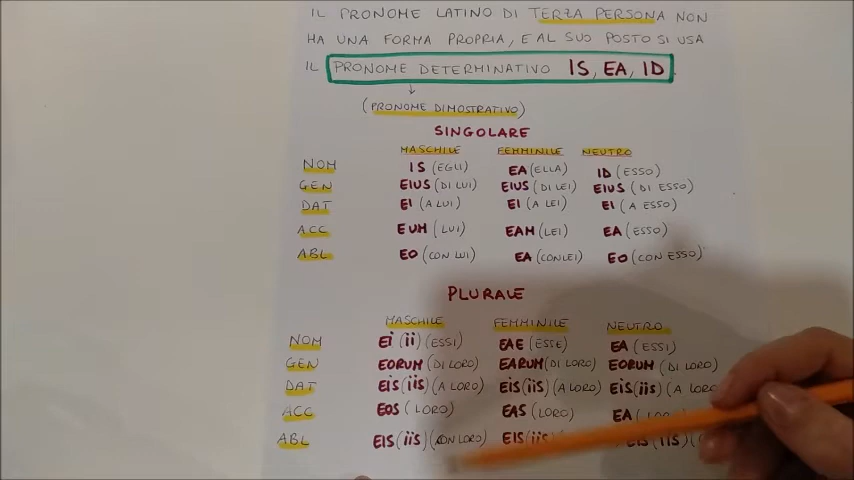 IL PRONOME LATINO DI TERZA PERSONA NON
HA UNA FORMA PROPRIA, E AL SUO POSTO SI USA
IL PRONOME DETERMINATIVO IS, EA, ID.
(PRONOME DIMOSTRATIVO)
SINGOLARE
MASCHILE FEMMINILE NEUTRO
NOM IS (EGLI) EA (ELLA) ID (ESSO)
GEN EIUS (DI LUI) EIUS (DI LEI) EIUS (DI ESSO)
DAT EI (A LUI) EI (A LEI) EI (A ESSO)
ACC EUM (LUI) EAM (LEI) EA (ESSO)
ABL EO (CON LUI) EA (CON LEI) EO (CON ESSO)
PLURALE
MASCHILE FEMMINILE NEUTRO
NOM Ei (ii) (ESSI) EAE (ESSE) EA (ESSI)
GEN EORUM (DI LORO) EARUM (DI LORO) EORUM (DI LORO)
DAT Eis (iis) (A LORO) Eis (iis) (A LORO) Eis (iis) (A LORO
ACC EOS (LORO) EAS (LORO) EA (LORO)
ABL EIS (iis) (CON LORO) EIS (iis) EIS (IIS) (